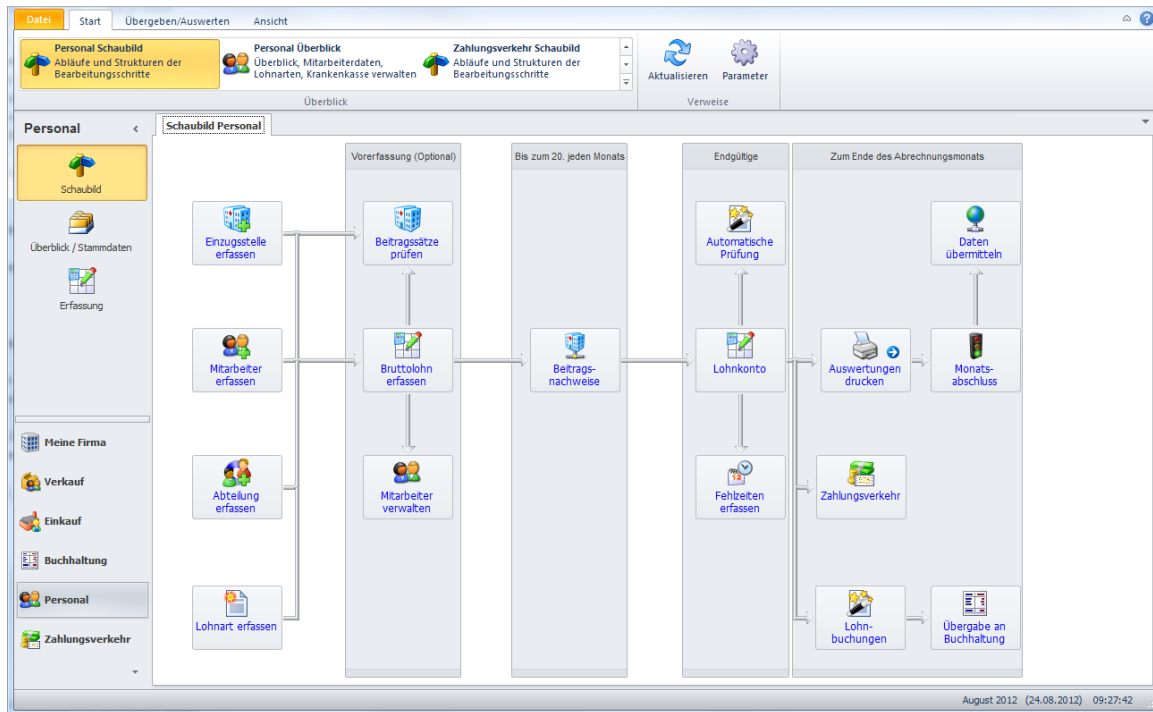 Datei Start Übergeben/Auswerten Ansicht
Personal Schaubild
Abläufe und Strukturen der
Bearbeitungsschritte
Personal Überblick
Überblick, Mitarbeiterdaten,
Lohnarten, Krankenkasse verwalten
Zahlungsverkehr Schaubild
Abläufe und Strukturen der
Bearbeitungsschritte
Aktualisieren
Parameter
Überblick
Verweise
Personal
Schaubild
Überblick / Stammdaten
Erfassung
Meine Firma
Verkauf
Einkauf
Buchhaltung
Personal
Zahlungsverkehr
Schaubild Personal
Vorerfassung (Optional)
Bis zum 20. jeden Monats
Endgültige
Zum Ende des Abrechnungsmonats
Einzugsstelle
erfassen
Beitragssätze
prüfen
Automatische
Prüfung
Daten
übermitteln
Mitarbeiter
erfassen
Bruttolohn
erfassen
Beitrags-
nachweise
Lohnkonto
Auswertungen
drucken
Monats-
abschluss
Abteilung
erfassen
Mitarbeiter
verwalten
12
Fehlzeiten
erfassen
Zahlungsverkehr
Lohnart erfassen
Lohn-
buchungen
Übergabe an
Buchhaltung
August 2012 (24.08.2012) 09:27:42